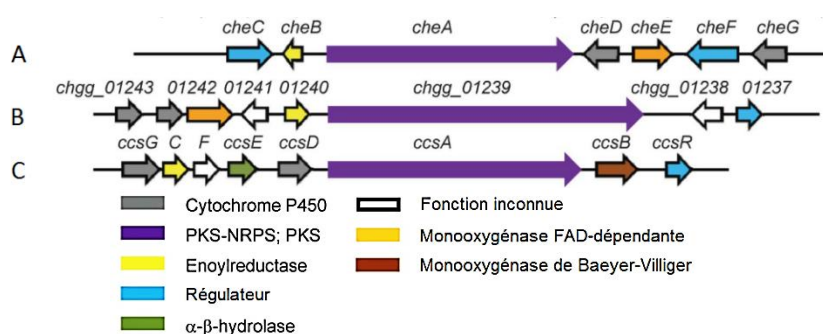 cheC cheB cheA cheD cheE cheF cheG
A
chgg_01243 01242 01241 01240 chgg_01239 chgg_01238 01237
B
ccsG C F ccsE ccsD ccsA ccsB ccsR
C
Cytochrome P450 Fonction inconnue
PKS-NRPS; PKS Monooxygénase FAD-dépendante
Enoylreductase Monooxygénase de Baeyer-Villiger
Régulateur
α-β-hydrolase